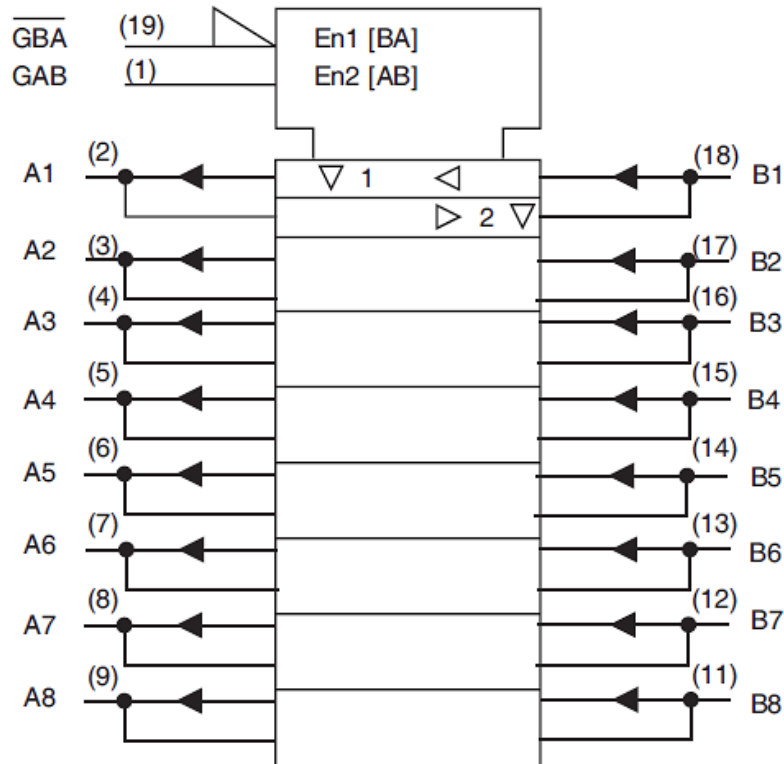 G̅B̅A̅ (19) En1 [BA]
GAB (1) En2 [AB]
A1 (2) ▽ 1 ◁ (18) B1
▷ 2 ▽
A2 (3) (17) B2
A3 (4) (16) B3
A4 (5) (15) B4
A5 (6) (14) B5
A6 (7) (13) B6
A7 (8) (12) B7
A8 (9) (11) B8